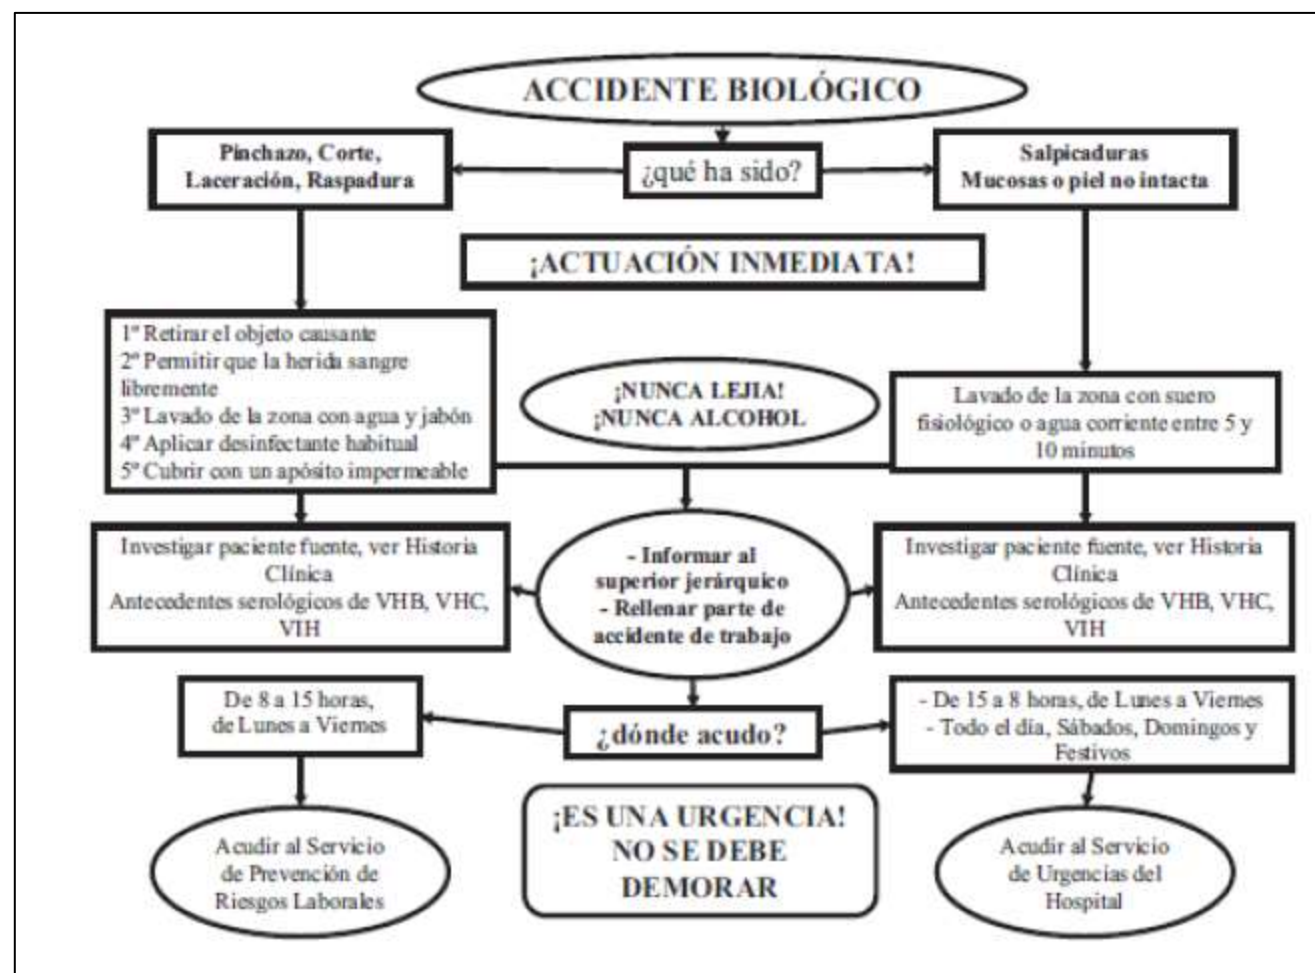 ACCIDENTE BIOLÓGICO
Pinchazo, Corte,
Laceración, Raspadura
¿qué ha sido?
Salpicaduras
Mucosas o piel no intacta
¡ACTUACIÓN INMEDIATA!
1º Retirar el objeto causante
2º Permitir que la herida sangre
libremente
3º Lavado de la zona con agua y jabón
4º Aplicar desinfectante habitual
5º Cubrir con un apósito impermeable
¡NUNCA LEJIA!
¡NUNCA ALCOHOL
Lavado de la zona con suero
fisiológico o agua corriente entre 5 y
10 minutos
Investigar paciente fuente, ver Historia
Clínica
Antecedentes serológicos de VHB, VHC,
VIH
- Informar al
superior jerárquico
- Rellenar parte de
accidente de trabajo
Investigar paciente fuente, ver Historia
Clínica
Antecedentes serológicos de VHB, VHC,
VIH
De 8 a 15 horas,
de Lunes a Viernes
¿dónde acudo?
- De 15 a 8 horas, de Lunes a Viernes
- Todo el día, Sábados, Domingos y
Festivos
Acudir al Servicio
de Prevención de
Riesgos Laborales
¡ES UNA URGENCIA!
NO SE DEBE
DEMORAR
Acudir al Servicio
de Urgencias del
Hospital